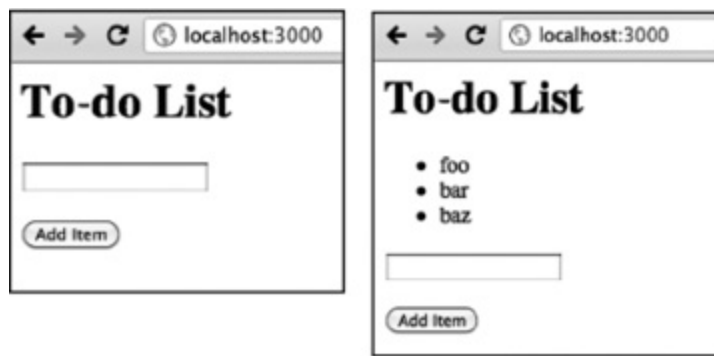 localhost:3000
To-do List
Add Item
localhost:3000
To-do List
foo
bar
baz
Add Item